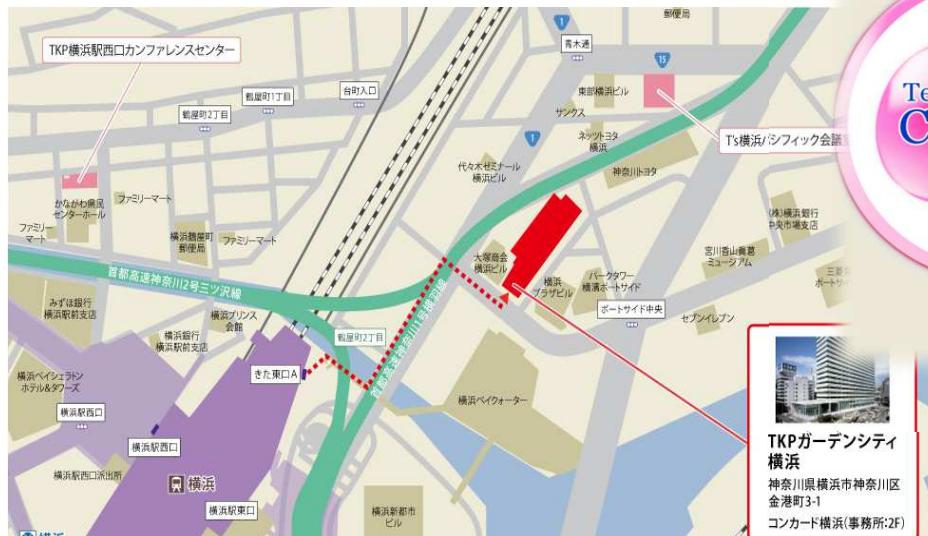 郵便局
TKP横浜駅西口カンファレンスセンター
1
青木通
15
台町入口
鶴屋町1丁目
鶴屋町2丁目
東部横浜ビル
サンクス
ネッツトヨタ
横浜
1
T's横浜パシフィック会議
代々木ゼミナール
横浜ビル
神奈川トヨタ
かながわ県民
センターホール
ファミリーマート
ファミリー
マート
横浜鶴屋町
郵便局
ファミリーマート
(株)横浜銀行
中央市場支店
宮川香山眞葛
ミュージアム
大塚商会
横浜ビル
横浜
プラザビル
パークタワー
横濱ポートサイド
ポートサイド中央
セブンイレブン
首都高速神奈川2号三ツ沢線
首都高速神奈川1号横羽線
みずほ銀行
横浜駅前支店
横浜プリンス
会館
横浜銀行
横浜駅前支店
鶴屋町2丁目
きた東口A
横浜ベイシェラトン
ホテル&タワーズ
横浜ベイクォーター
横浜駅西口
横浜駅西口
横浜駅西口派出所
横浜
横浜駅東口
横浜新都市
ビル
横浜
TKPガーデンシティ
横浜
神奈川県横浜市神奈川区
金港町3-1
コンカード横浜(事務所:2F)